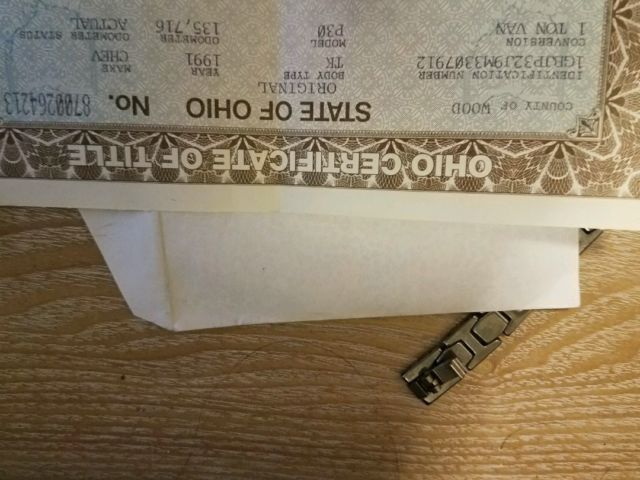 OHIO CERTIFICATE OF TITLE
COUNTY OF WOOD STATE OF OHIO No. 8700264213
ORIGINAL
IDENTIFICATION NUMBER BODY TYPE YEAR MAKE
1GBJP32J9M3307912 TK 1991 CHEV
CONVERSION MODEL ODOMETER ODOMETER STATUS
1 TON VAN P30 135,716 ACTUAL